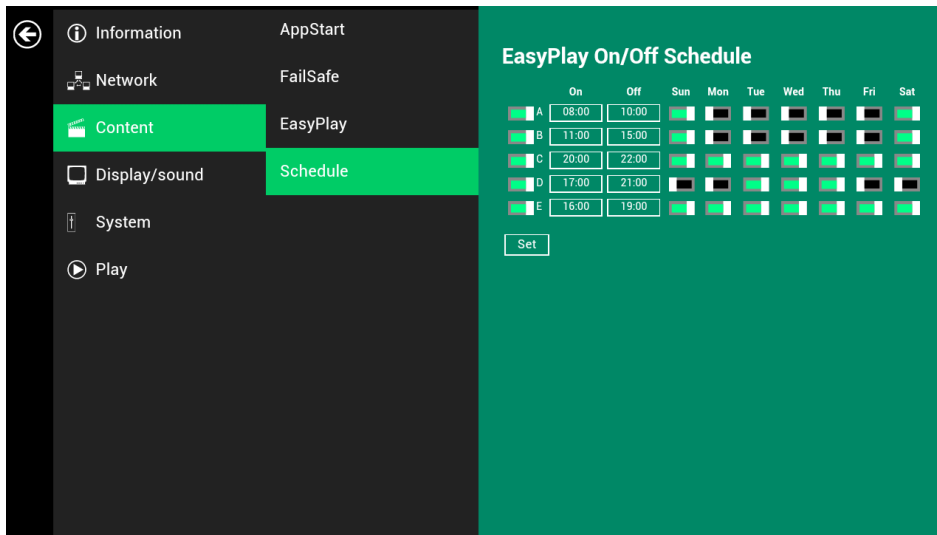 Information
Network
Content
Display/sound
System
Play
AppStart
FailSafe
EasyPlay
Schedule
EasyPlay On/Off Schedule
On Off Sun Mon Tue Wed Thu Fri Sat
A 08:00 10:00
B 11:00 15:00
C 20:00 22:00
D 17:00 21:00
E 16:00 19:00
Set